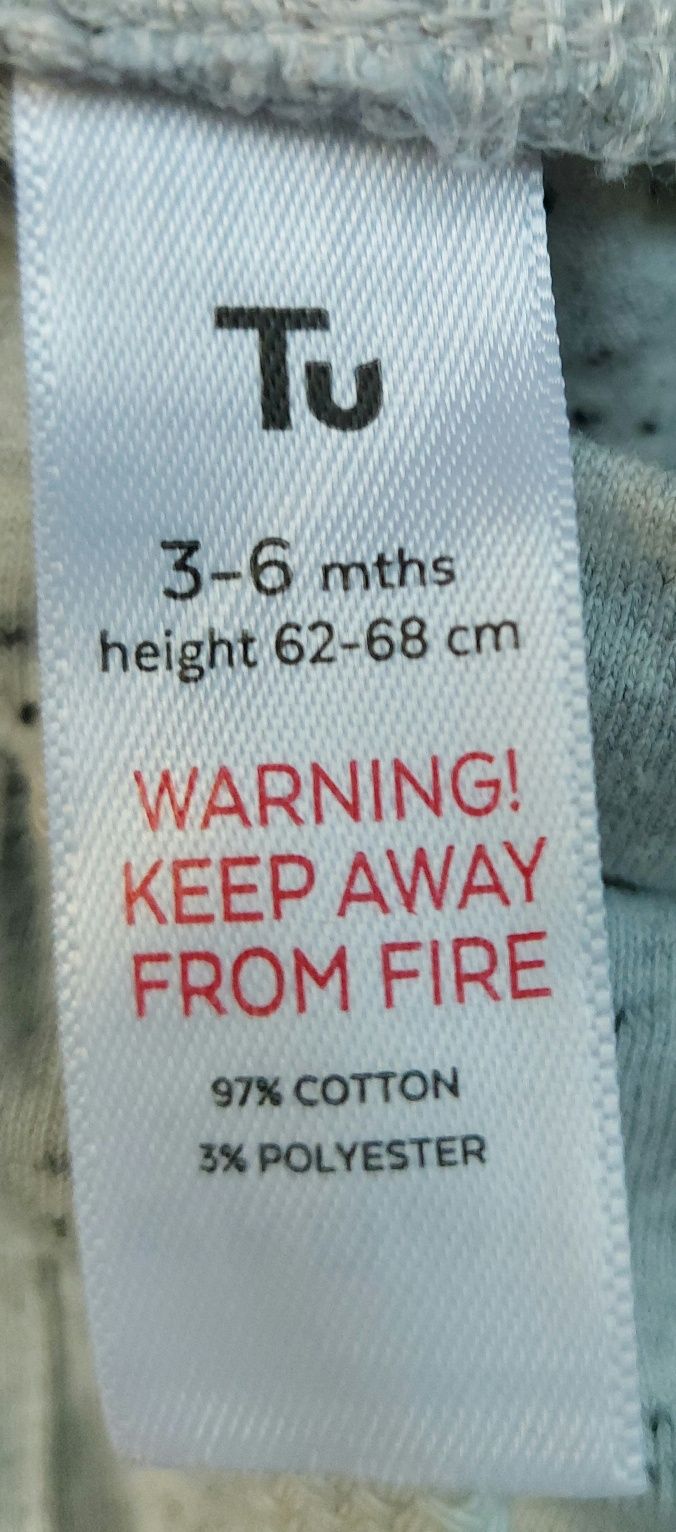 Tu
3-6 mths
height 62-68 cm
WARNING!
KEEP AWAY
FROM FIRE
97% COTTON
3% POLYESTER